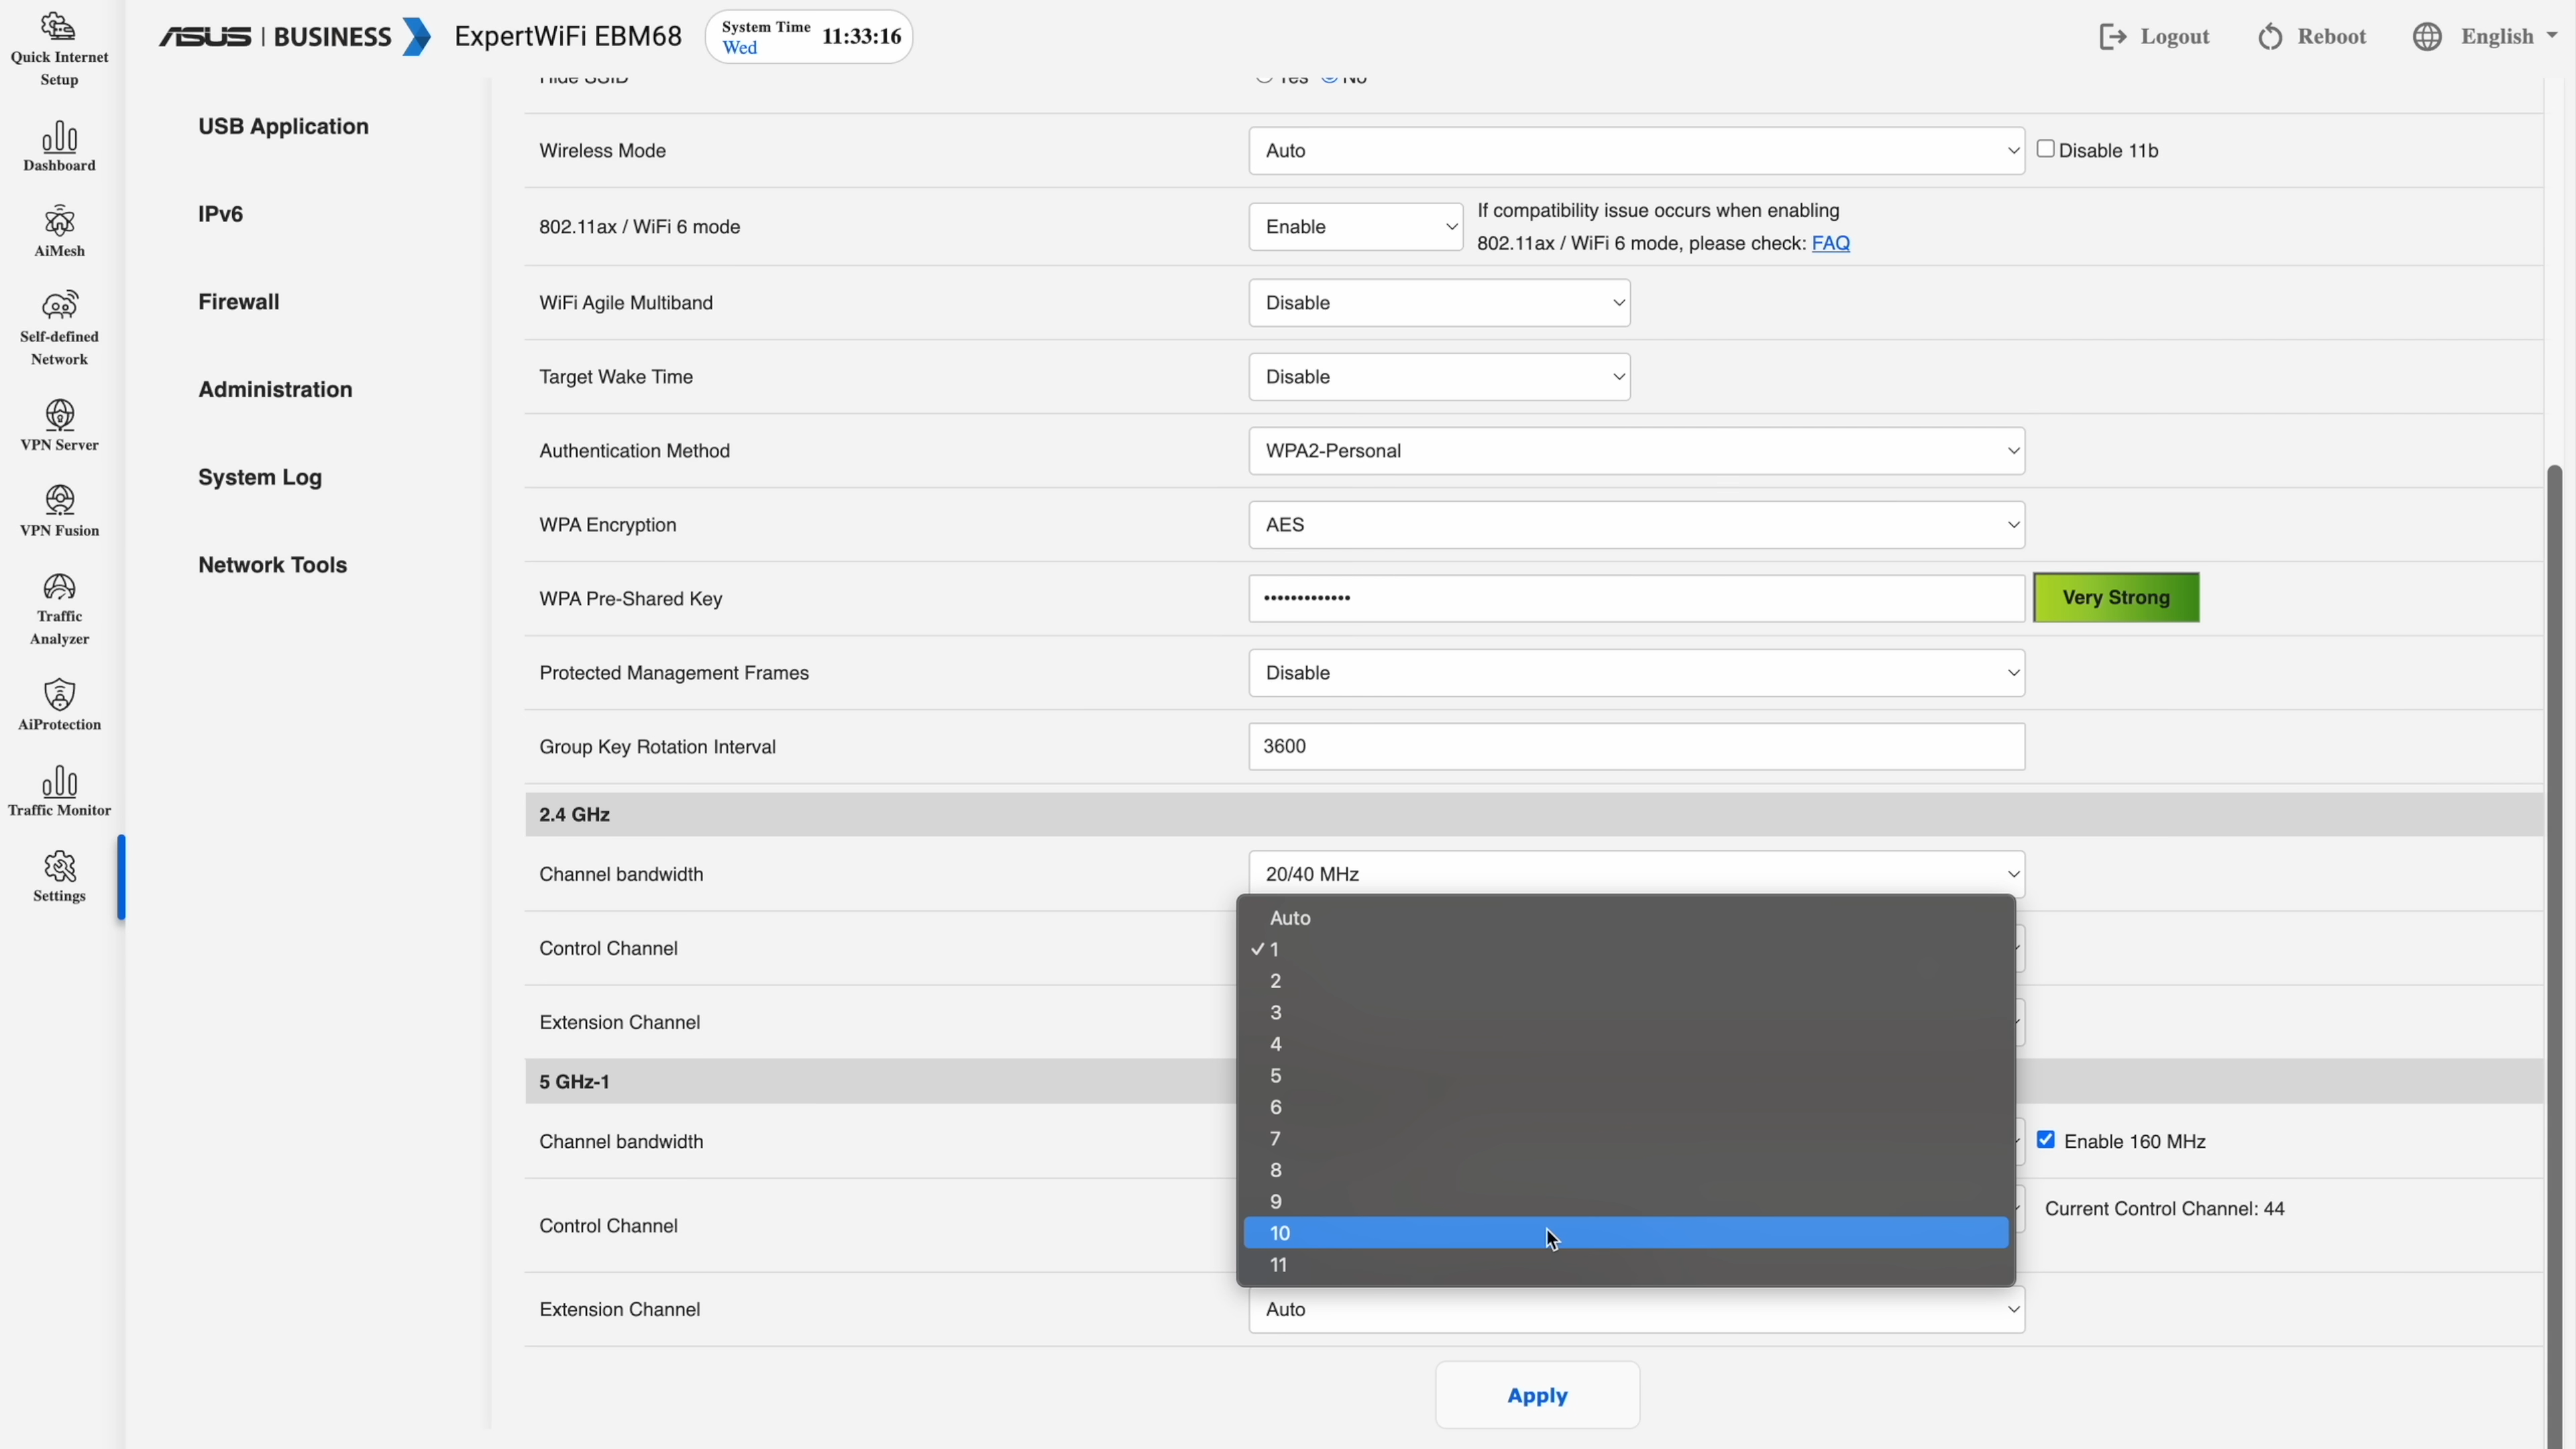 Quick Internet
Setup
Dashboard
AiMesh
Self-defined
Network
VPN Server
VPN Fusion
Traffic
Analyzer
AiProtection
Traffic Monitor
Settings
ASUS | BUSINESS
ExpertWiFi EBM68
System Time
Wed
11:33:16
Logout
Reboot
English
USB Application
IPv6
Firewall
Administration
System Log
Network Tools
Hide SSID Yes No
Wireless Mode Auto Disable 11b
802.11ax / WiFi 6 mode Enable
If compatibility issue occurs when enabling
802.11ax / WiFi 6 mode, please check: FAQ
WiFi Agile Multiband Disable
Target Wake Time Disable
Authentication Method WPA2-Personal
WPA Encryption AES
WPA Pre-Shared Key ••••••••••••• Very Strong
Protected Management Frames Disable
Group Key Rotation Interval 3600
2.4 GHz
Channel bandwidth 20/40 MHz
Control Channel
Auto
✓ 1
2
3
4
5
6
7
8
9
10
11
Extension Channel
5 GHz-1
Channel bandwidth Enable 160 MHz
Control Channel Current Control Channel: 44
Extension Channel Auto
Apply